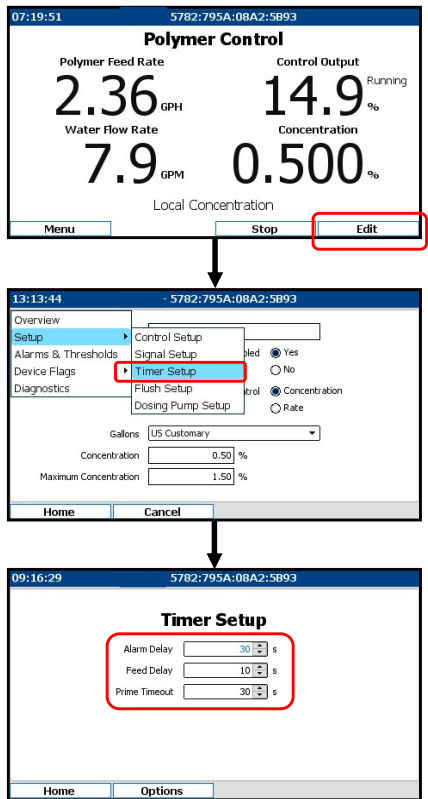 07:19:51 5782:795A:08A2:5B93
Polymer Control
Polymer Feed Rate Control Output
2.36 GPH 14.9 % Running
Water Flow Rate Concentration
7.9 GPM 0.500 %
Local Concentration
Menu Stop Edit
13:13:44 - 5782:795A:08A2:5B93
Overview
Setup Control Setup
Alarms & Thresholds Signal Setup bled Yes
Device Flags Timer Setup No
Diagnostics Flush Setup trol Concentration
Dosing Pump Setup Rate
Gallons US Customary
Concentration 0.50 %
Maximum Concentration 1.50 %
Home Cancel
09:16:29 5782:795A:08A2:5B93
Timer Setup
Alarm Delay 30 s
Feed Delay 10 s
Prime Timeout 30 s
Home Options